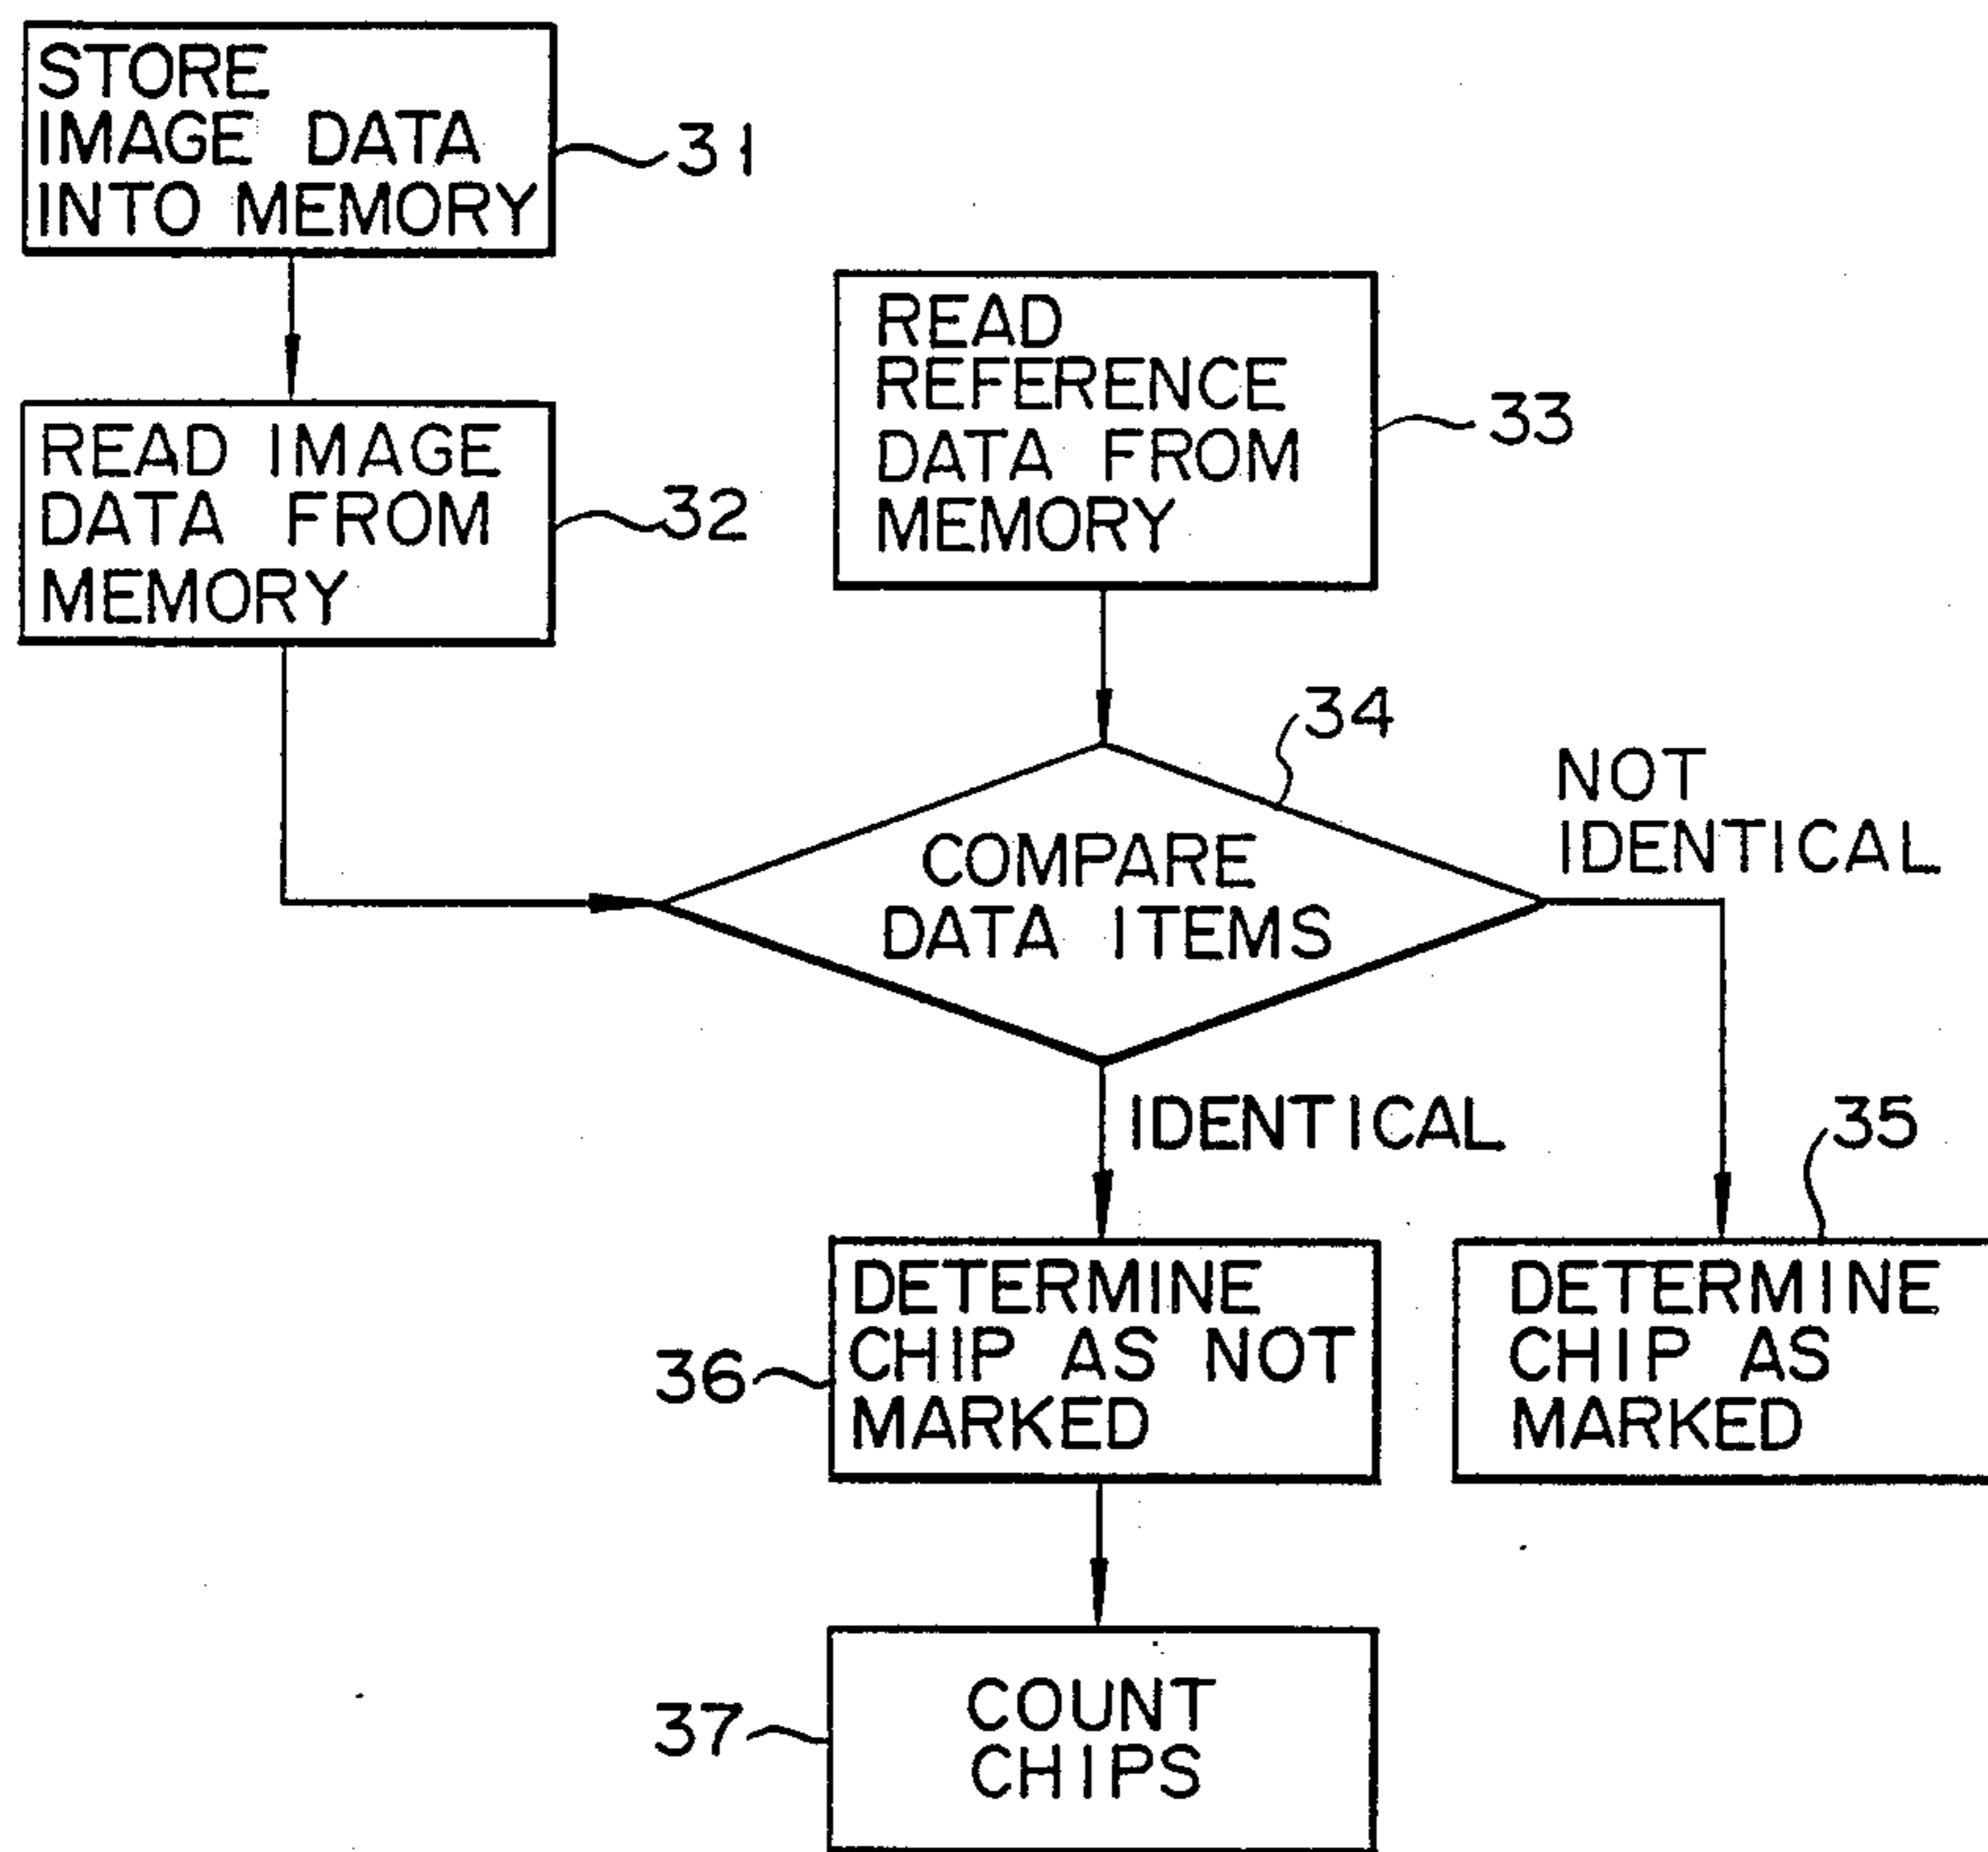 STORE
IMAGE DATA
INTO MEMORY
31
READ IMAGE
DATA FROM
MEMORY
32
READ
REFERENCE
DATA FROM
MEMORY
33
34
COMPARE
DATA ITEMS
NOT
IDENTICAL
IDENTICAL
35
36
DETERMINE
CHIP AS NOT
MARKED
DETERMINE
CHIP AS
MARKED
37
COUNT
CHIPS